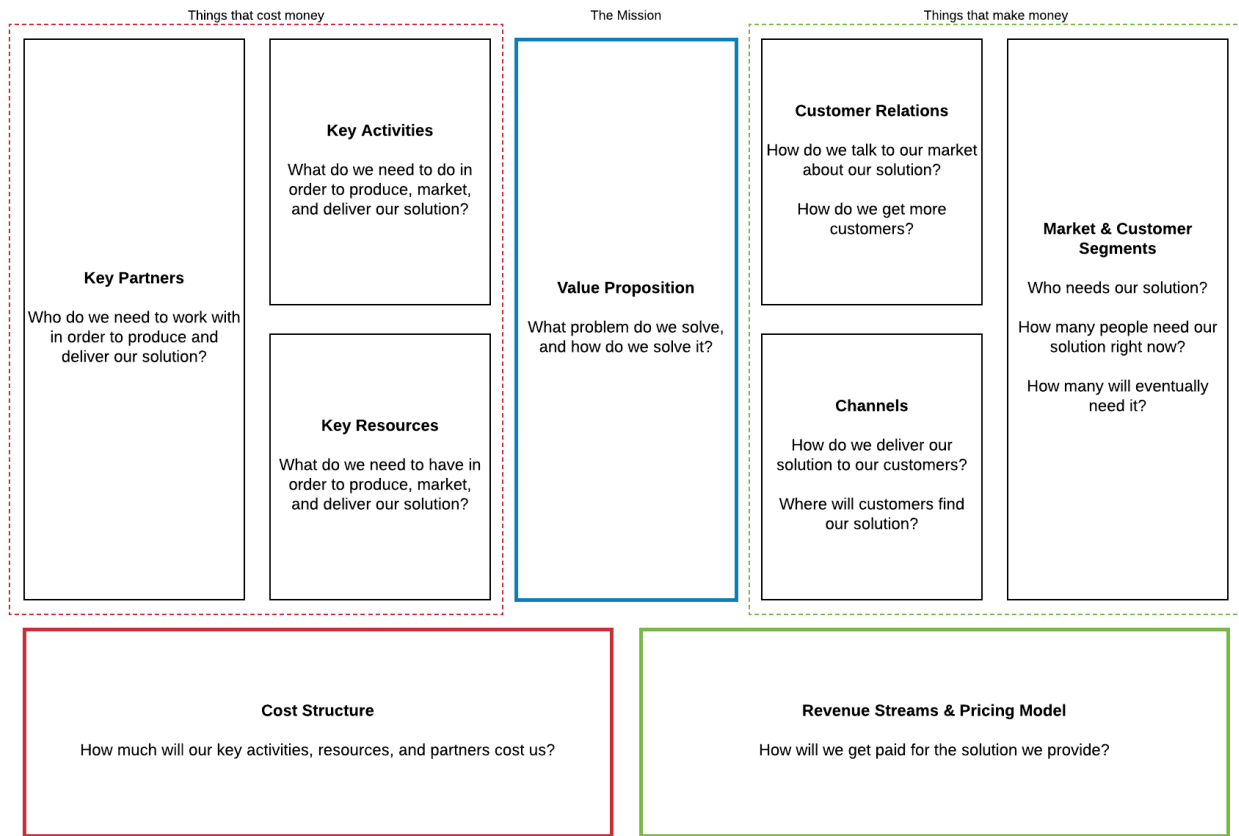 Things that cost money
The Mission
Things that make money
Key Partners
Who do we need to work with
in order to produce and
deliver our solution?
Key Activities
What do we need to do in
order to produce, market,
and deliver our solution?
Key Resources
What do we need to have in
order to produce, market,
and deliver our solution?
Value Proposition
What problem do we solve,
and how do we solve it?
Customer Relations
How do we talk to our market
about our solution?
How do we get more
customers?
Channels
How do we deliver our
solution to our customers?
Where will customers find
our solution?
Market & Customer
Segments
Who needs our solution?
How many people need our
solution right now?
How many will eventually
need it?
Cost Structure
How much will our key activities, resources, and partners cost us?
Revenue Streams & Pricing Model
How will we get paid for the solution we provide?